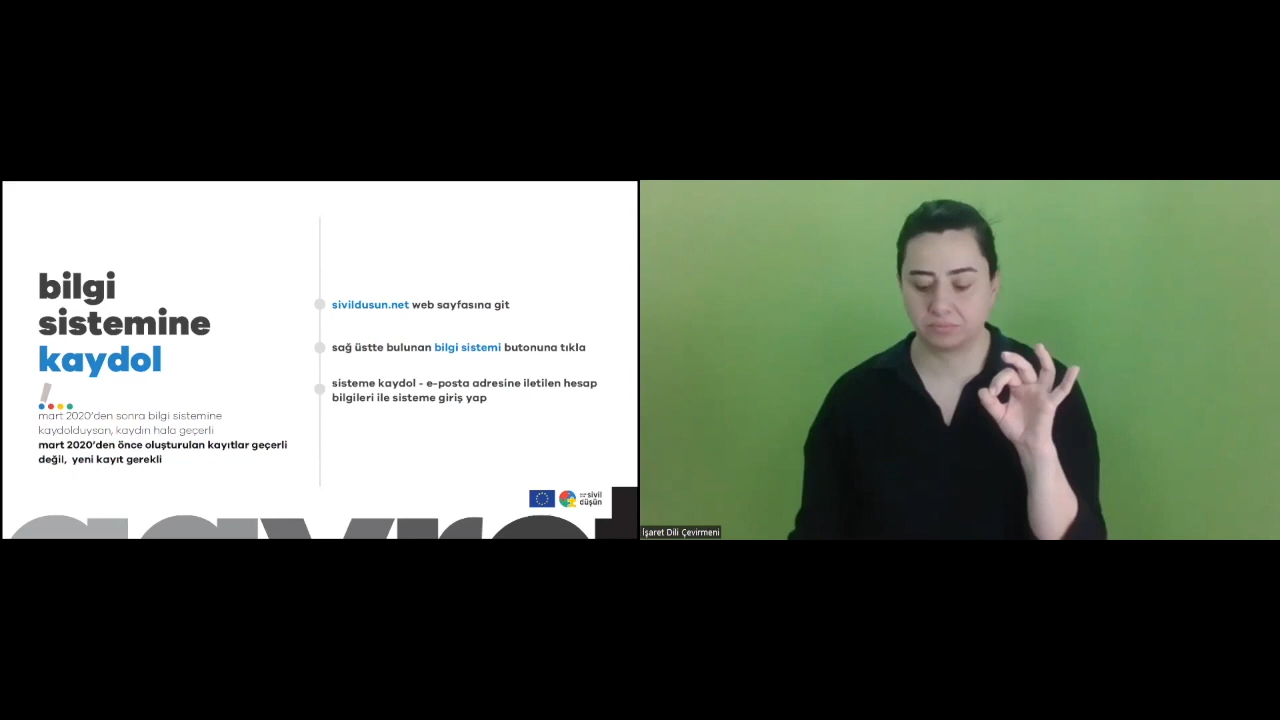 bilgi
sistemine
kaydol
mart 2020'den sonra bilgi sistemine
kaydolduysan, kaydın hala geçerli
mart 2020'den önce oluşturulan kayıtlar geçerli
değil, yeni kayıt gerekli
sivildusun.net web sayfasına git
sağ üstte bulunan bilgi sistemi butonuna tıkla
sisteme kaydol - e-posta adresine iletilen hesap
bilgileri ile sisteme giriş yap
sivil
düşün
İşaret Dili Çevirmeni